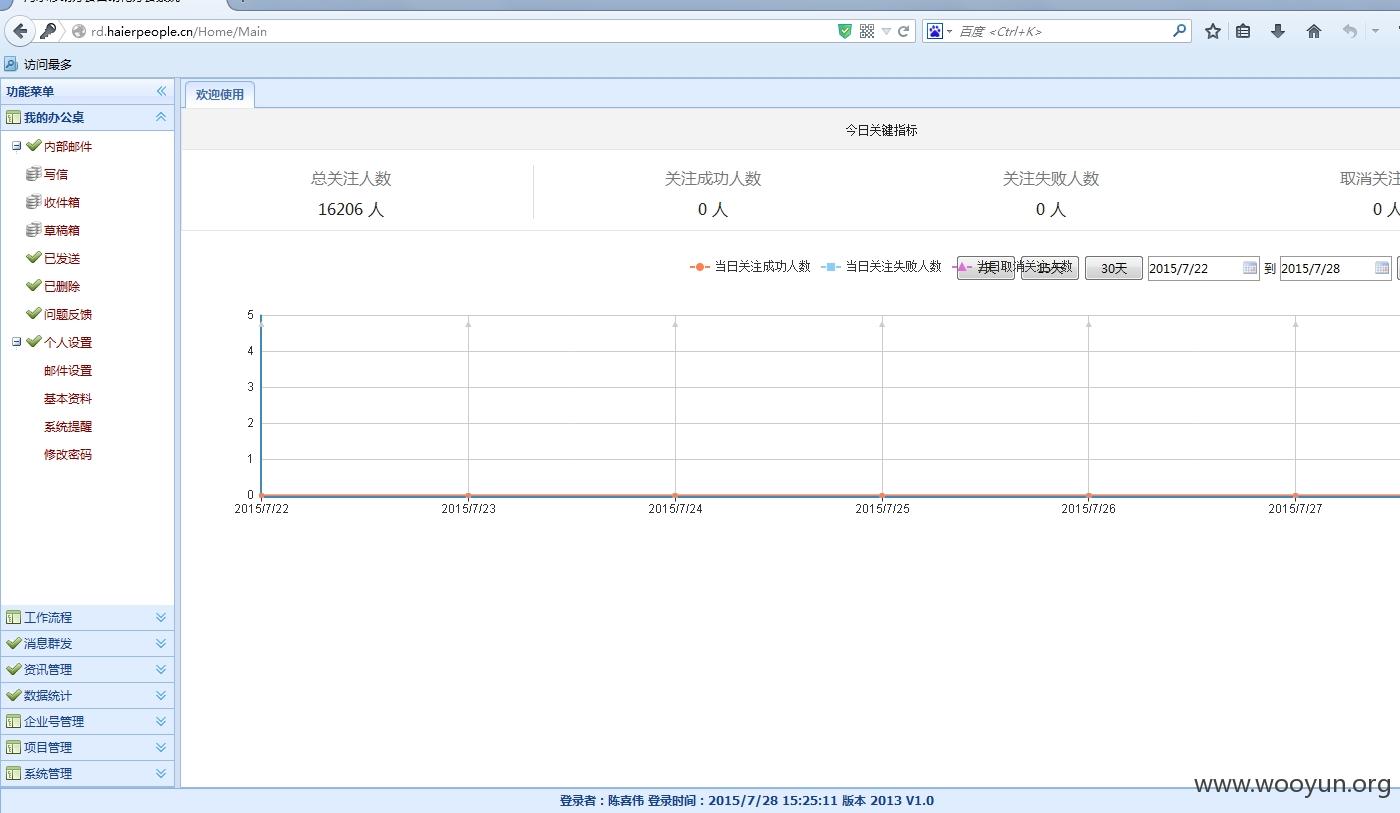 rd.haierpeople.cn/Home/Main
百度 <Ctrl+K>
访问最多
功能菜单
欢迎使用
我的办公桌
内部邮件
写信
收件箱
草稿箱
已发送
已删除
问题反馈
个人设置
邮件设置
基本资料
系统提醒
修改密码
工作流程
消息群发
资讯管理
数据统计
企业号管理
项目管理
系统管理
今日关键指标
总关注人数
16206 人
关注成功人数
0 人
关注失败人数
0 人
取消关注
0 人
当日关注成功人数
当日关注失败人数
当日取消关注人数
7天
15天
30天
2015/7/22
到
2015/7/28
5
4
3
2
1
0
2015/7/22
2015/7/23
2015/7/24
2015/7/25
2015/7/26
2015/7/27
www.wooyun.org
登录者：陈喜伟 登录时间：2015/7/28 15:25:11 版本 2013 V1.0